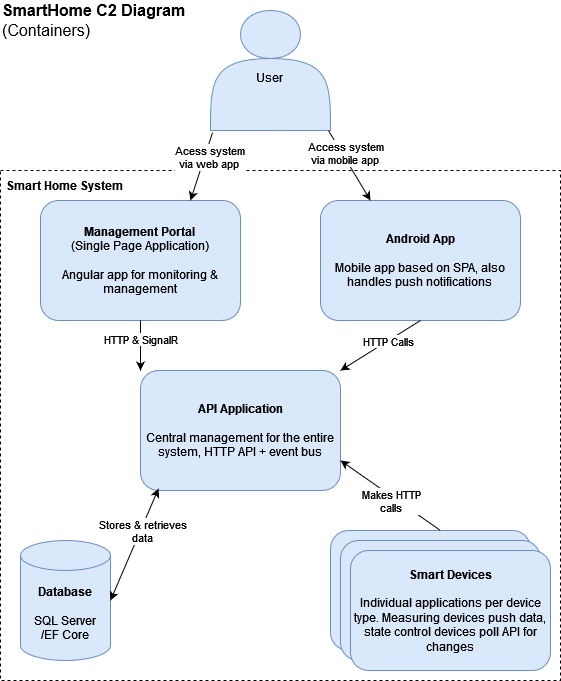 SmartHome C2 Diagram
(Containers)
User
Acess system
via web app
Access system
via mobile app
Smart Home System
Management Portal
(Single Page Application)
Angular app for monitoring &
management
Android App
Mobile app based on SPA, also
handles push notifications
HTTP & SignalR
HTTP Calls
API Application
Central management for the entire
system, HTTP API + event bus
Makes HTTP
calls
Stores & retrieves
data
Database
SQL Server
/EF Core
Smart Devices
Individual applications per device
type. Measuring devices push data,
state control devices poll API for
changes